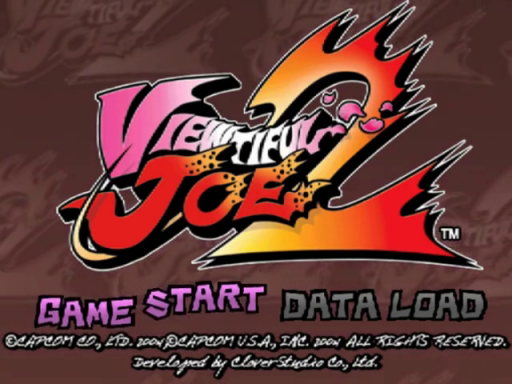 VIEWTIFUL
JOE 2
TM
GAME START DATA LOAD
©CAPCOM CO., LTD. 2004 ©CAPCOM U.S.A., INC. 2004 ALL RIGHTS RESERVED.
Developed by Clover Studio Co., Ltd.